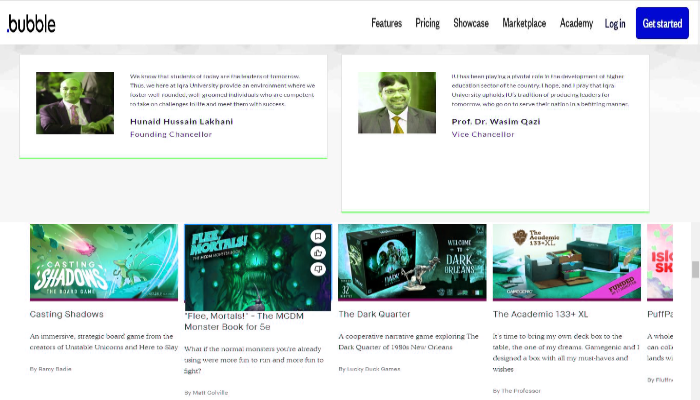 .bubble
Features Pricing Showcase Marketplace Academy Log in Get started
We know that students of today are the leaders of tomorrow.
Thus, we here at Iqra University provide an environment where we
foster well-rounded, well-groomed individuals who are competent
to take on challenges in life and meet them with success.
Hunaid Hussain Lakhani
Founding Chancellor
IU has been playing a pivotal role in the development of higher
education sector of the country. I hope, and I pray that Iqra
University upholds IU's tradition of producing leaders for
tomorrow, who go on to serve their nation in a befitting manner.
Prof. Dr. Wasim Qazi
Vice Chancellor
CASTING
SHADOWS
THE BOARD GAME
Casting Shadows
An immersive, strategic board game from the
creators of Unstable Unicorns and Here to Slay
By Ramy Badie
FLEE,
MORTALS!
THE MCDM MONSTER BOOK
"Flee, Mortals!" – The MCDM
Monster Book for 5e
What if the normal monsters you're already
using were more fun to run and more fun to
fight?
By Matt Colville
WELCOME
TO
DARK
ORLEANS
The Dark Quarter
A cooperative narrative game exploring The
Dark Quarter of 1980s New Orleans
By Lucky Duck Games
The
Academic
133+XL
GAMEGENIC
FUNDED
The Academic 133+ XL
It's time to bring my own deck box to the
table, the one of my dreams. Gamegenic and I
designed a box with all my must-haves and
wishes
By The Professor
PuffPa
A whole
can coll
lands wi
By Fluffiv